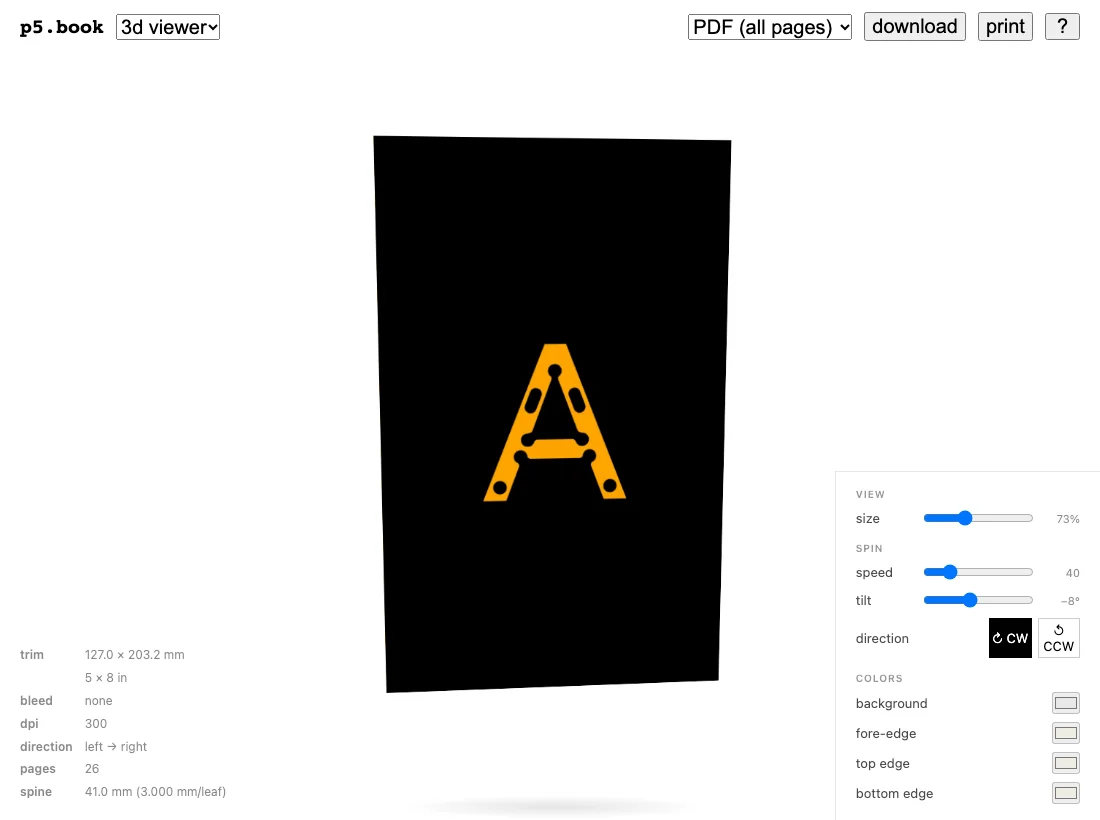 p5.book 3d viewer PDF (all pages) download print ?
A
VIEW
size 73%
SPIN
speed 40
tilt −8°
direction ↻ CW ↺ CCW
COLORS
background
fore-edge
top edge
bottom edge
trim 127.0 × 203.2 mm
5 × 8 in
bleed none
dpi 300
direction left → right
pages 26
spine 41.0 mm (3.000 mm/leaf)